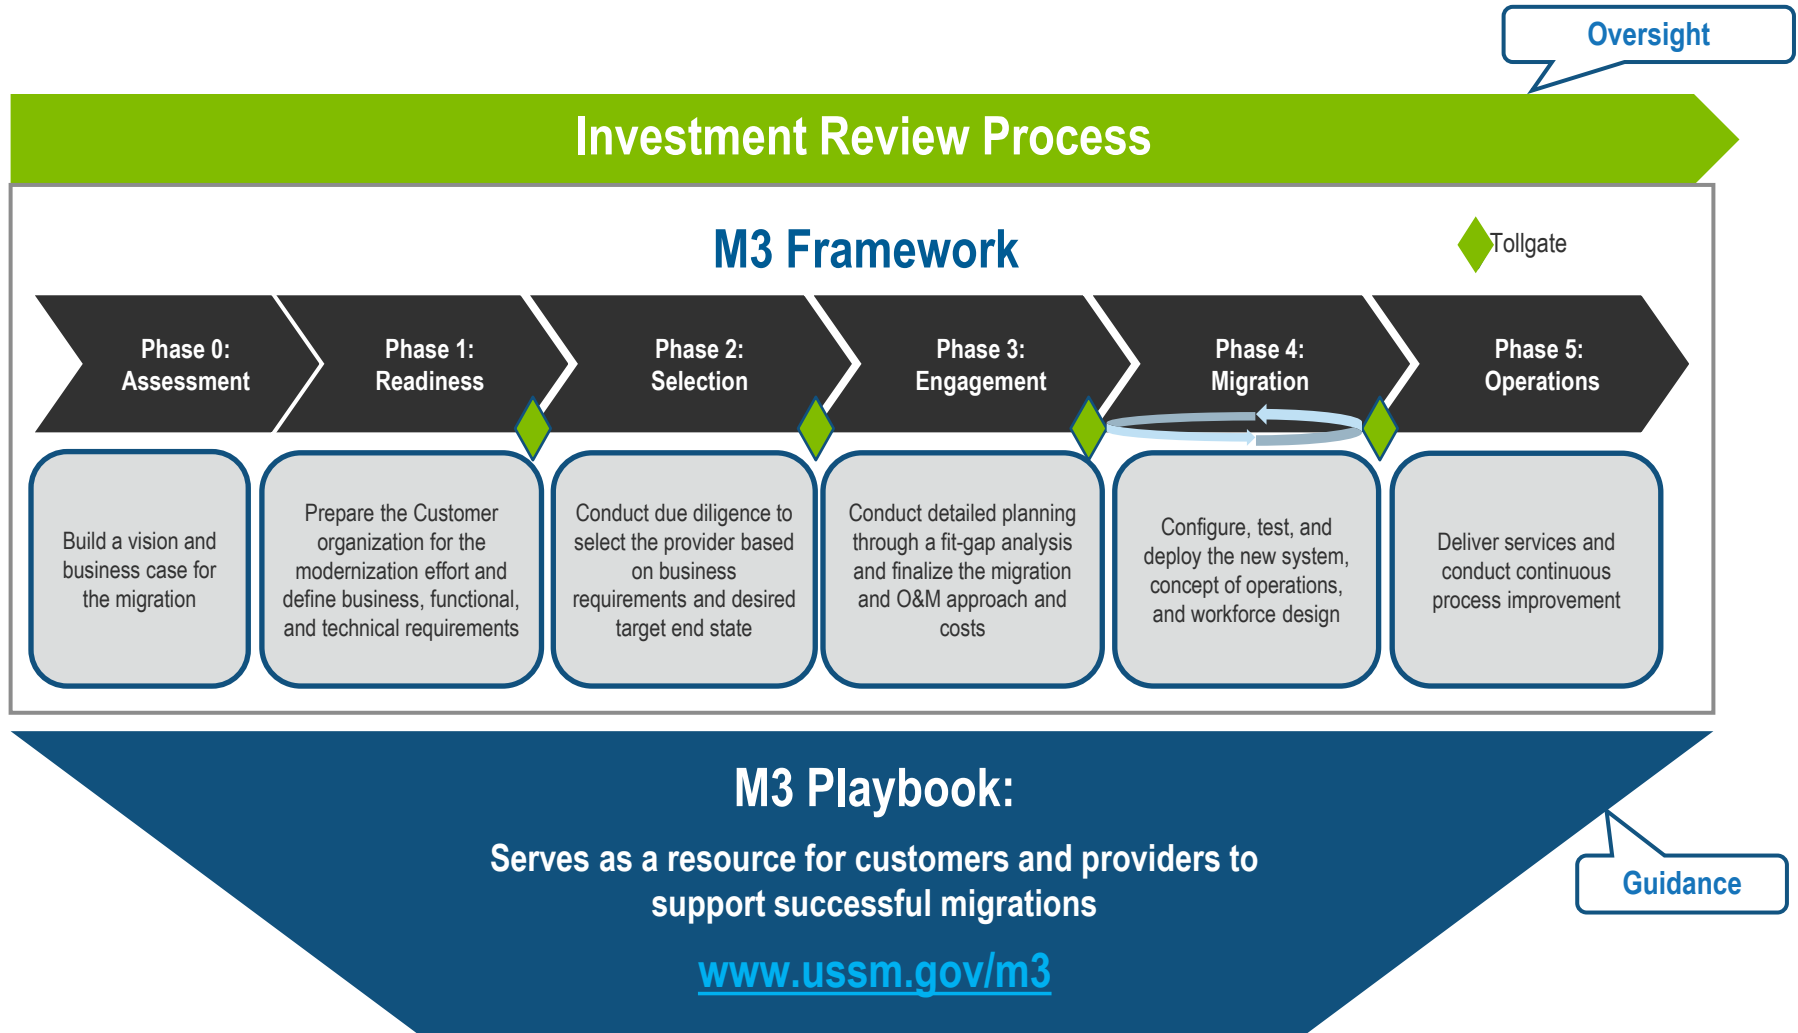 Oversight
Investment Review Process
M3 Framework
Tollgate
Phase 0:
Assessment
Phase 1:
Readiness
Phase 2:
Selection
Phase 3:
Engagement
Phase 4:
Migration
Phase 5:
Operations
Build a vision and
business case for
the migration
Prepare the Customer
organization for the
modernization effort and
define business, functional,
and technical requirements
Conduct due diligence to
select the provider based
on business
requirements and desired
target end state
Conduct detailed planning
through a fit-gap analysis
and finalize the migration
and O&M approach and
costs
Configure, test, and
deploy the new system,
concept of operations,
and workforce design
Deliver services and
conduct continuous
process improvement
M3 Playbook:
Serves as a resource for customers and providers to
support successful migrations
www.ussm.gov/m3
Guidance